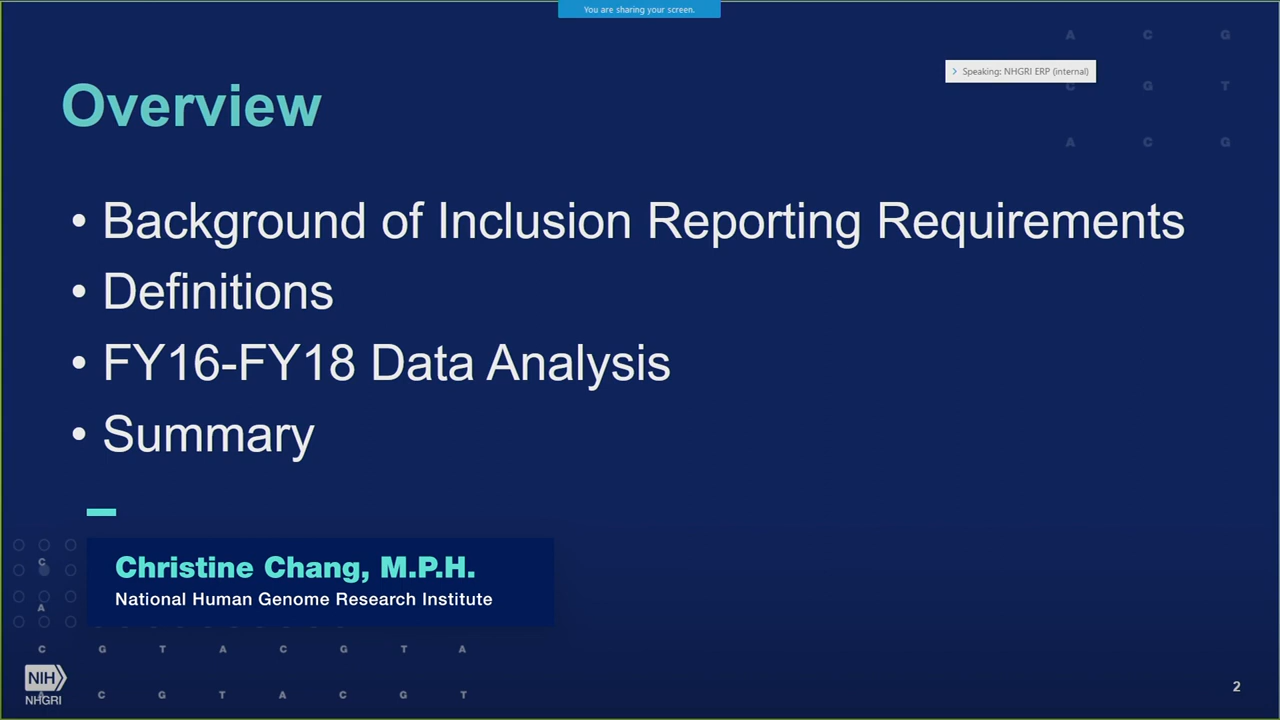 You are sharing your screen.
A C G
Speaking: NHGRI ERP (internal)
C G T
A C G
Overview
• Background of Inclusion Reporting Requirements
• Definitions
• FY16-FY18 Data Analysis
• Summary
C
Christine Chang, M.P.H.
National Human Genome Research Institute
A
C G T A C G T A
NIH
A C G T A C G T
NHGRI
2